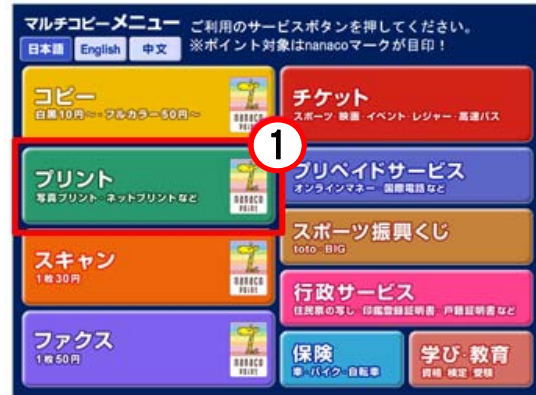 マルチコピーメニュー
ご利用のサービスボタンを押してください。
※ポイント対象はnanacoマークが目印！
日本語 English 中文
コピー
白黒10円～・フルカラー50円～
nanaco POINT
チケット
スポーツ・映画・イベント・レジャー・高速バス
1
プリント
写真プリント・ネットプリントなど
nanaco POINT
プリペイドサービス
オンラインマネー・国際電話など
スポーツ振興くじ
toto・BIG
スキャン
1枚30円
nanaco POINT
行政サービス
住民票の写し・印鑑登録証明書・戸籍証明書など
ファクス
1枚50円
nanaco POINT
保険
車・バイク・自転車
学び・教育
資格・検定・受験